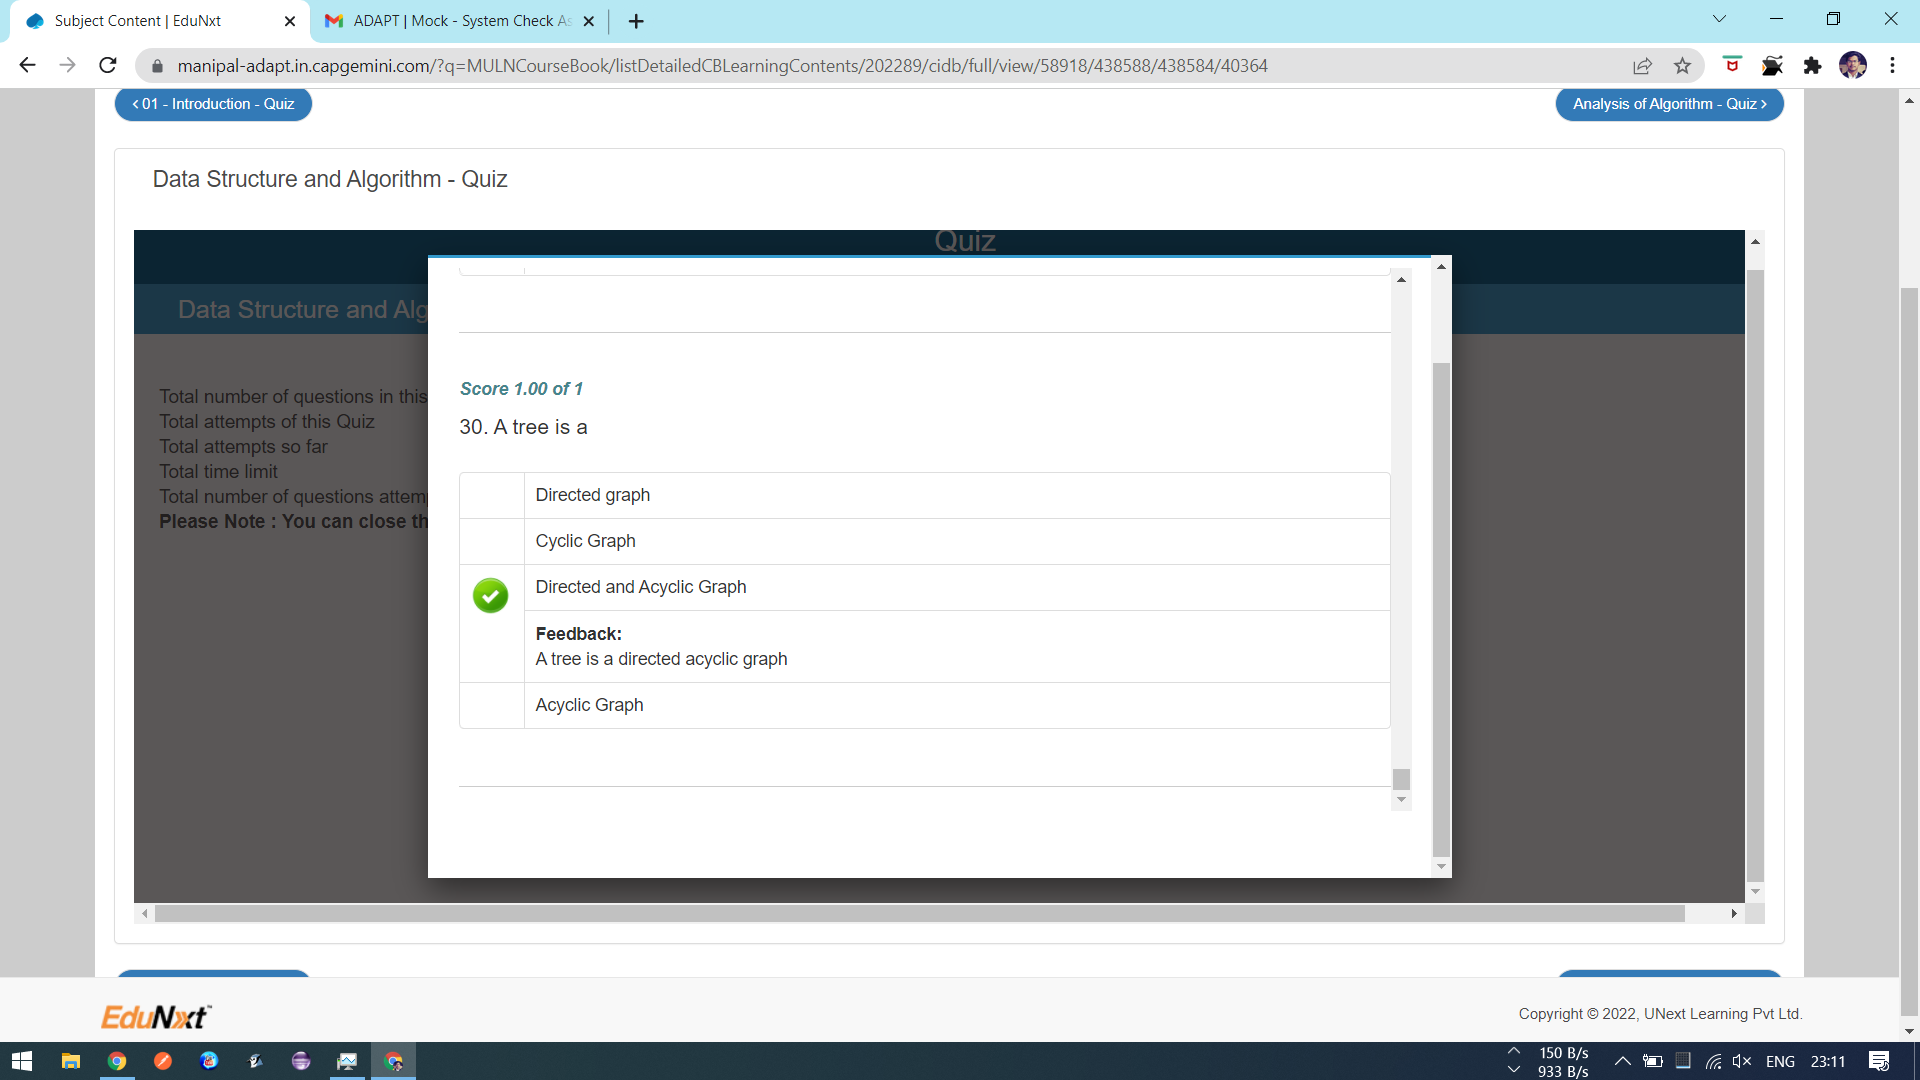 Subject Content | EduNxt
ADAPT | Mock - System Check As
manipal-adapt.in.capgemini.com/?q=MULNCourseBook/listDetailedCBLearningContents/202289/cidb/full/view/58918/438588/438584/40364
< 01 - Introduction - Quiz
Analysis of Algorithm - Quiz >
Data Structure and Algorithm - Quiz
Quiz
Data Structure and Alg
Total number of questions in this
Total attempts of this Quiz
Total attempts so far
Total time limit
Total number of questions attem
Please Note : You can close th
Score 1.00 of 1
30. A tree is a
Directed graph
Cyclic Graph
Directed and Acyclic Graph
Feedback:
A tree is a directed acyclic graph
Acyclic Graph
EduNxt™
Copyright © 2022, UNext Learning Pvt Ltd.
150 B/s
933 B/s
ENG
23:11